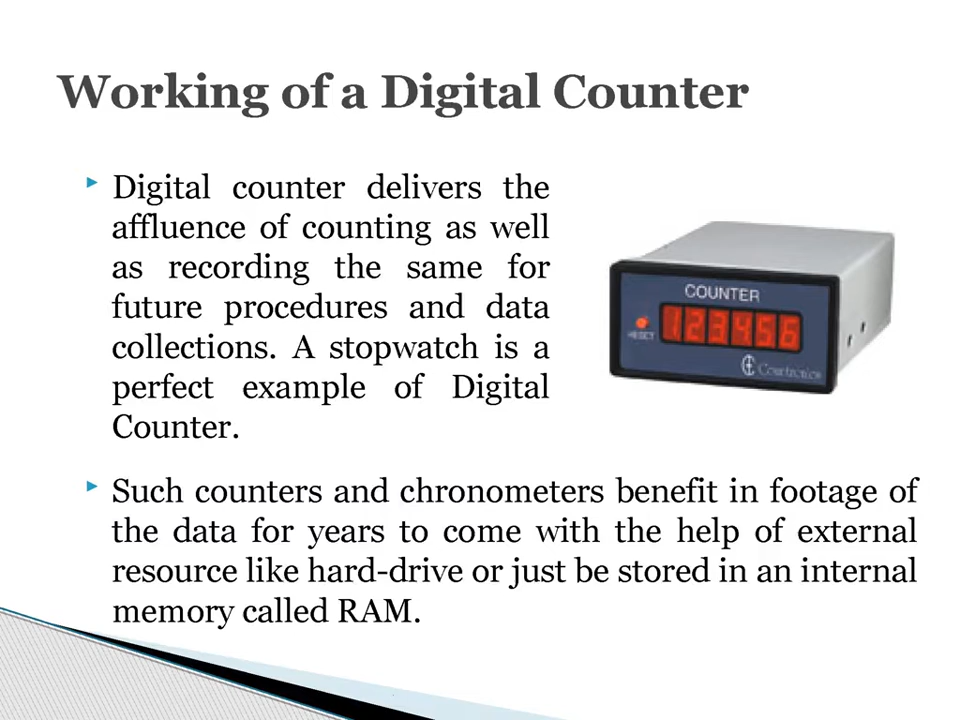 Working of a Digital Counter
Digital counter delivers the
affluence of counting as well
as recording the same for
future procedures and data
collections. A stopwatch is a
perfect example of Digital
Counter.
COUNTER
RESET
123456
Courtronics
Such counters and chronometers benefit in footage of
the data for years to come with the help of external
resource like hard-drive or just be stored in an internal
memory called RAM.